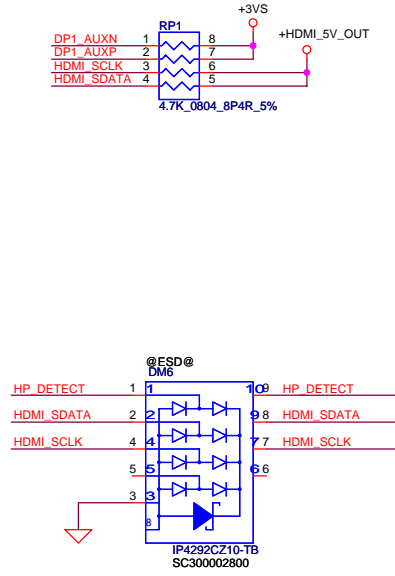 +3VS
+HDMI_5V_OUT
RP1
DP1_AUXN 1 8
DP1_AUXP 2 7
HDMI_SCLK 3 6
HDMI_SDATA 4 5
4.7K_0804_8P4R_5%
@ESD@
DM6
HP_DETECT 1 1 10 9 HP_DETECT
HDMI_SDATA 2 2 9 8 HDMI_SDATA
HDMI_SCLK 4 4 7 7 HDMI_SCLK
5 5 6 6
3 3
8
IP4292CZ10-TB
SC300002800